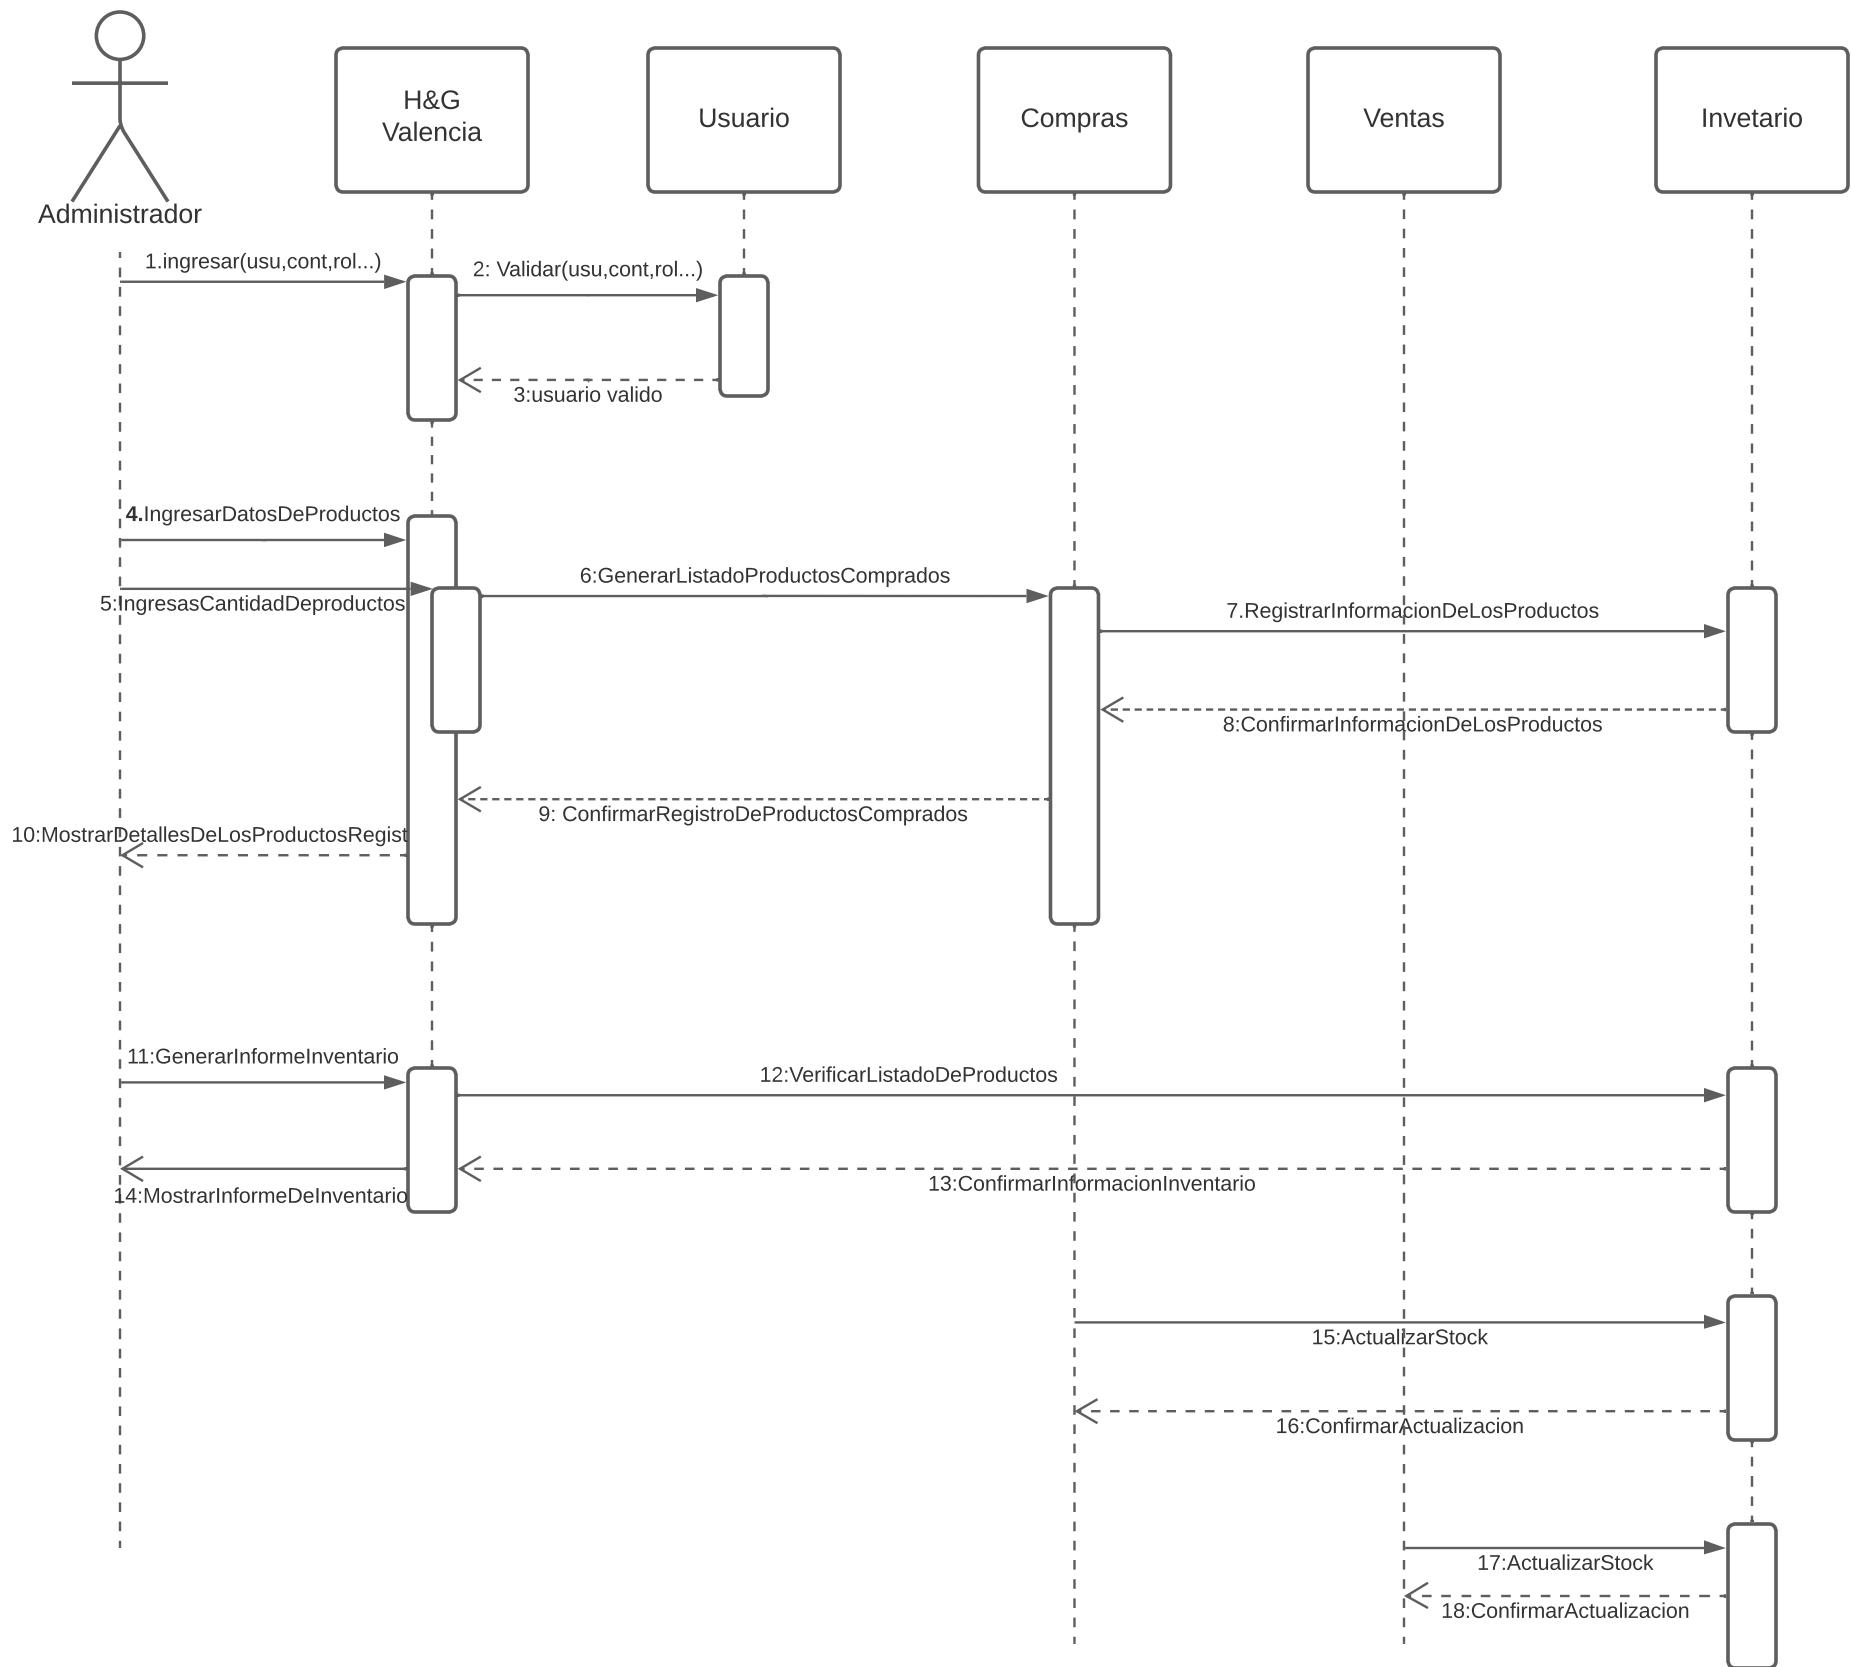 H&G
Valencia
Usuario
Compras
Ventas
Invetario
Administrador
1.ingresar(usu,cont,rol...)
2: Validar(usu,cont,rol...)
3:usuario valido
4.IngresarDatosDeProductos
5:IngresasCantidadDeproductos
6:GenerarListadoProductosComprados
7.RegistrarInformacionDeLosProductos
8:ConfirmarInformacionDeLosProductos
9: ConfirmarRegistroDeProductosComprados
10:MostrarDetallesDeLosProductosRegist
11:GenerarInformeInventario
12:VerificarListadoDeProductos
13:ConfirmarInformacionInventario
14:MostrarInformeDeInventario
15:ActualizarStock
16:ConfirmarActualizacion
17:ActualizarStock
18:ConfirmarActualizacion